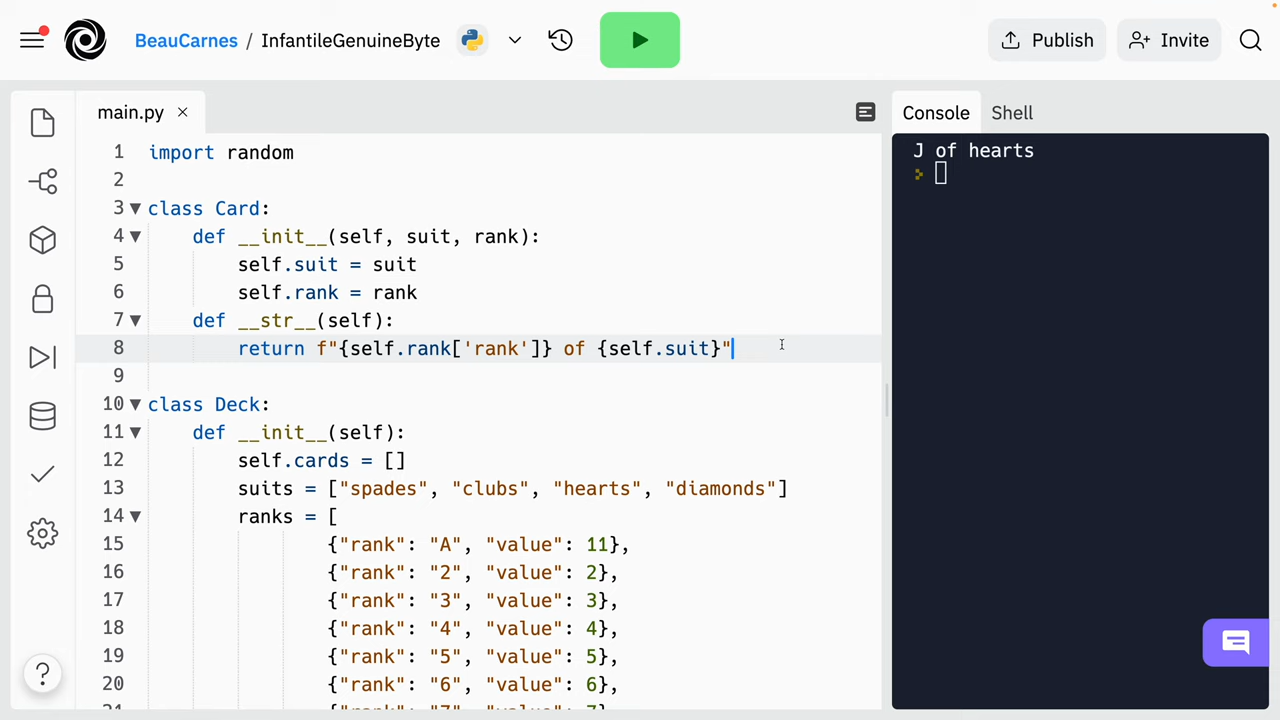 BeauCarnes / InfantileGenuineByte
Publish
Invite
main.py
Console
Shell
1 import random
2
3 class Card:
4 def __init__(self, suit, rank):
5 self.suit = suit
6 self.rank = rank
7 def __str__(self):
8 return f"{self.rank['rank']} of {self.suit}"
9
10 class Deck:
11 def __init__(self):
12 self.cards = []
13 suits = ["spades", "clubs", "hearts", "diamonds"]
14 ranks = [
15 {"rank": "A", "value": 11},
16 {"rank": "2", "value": 2},
17 {"rank": "3", "value": 3},
18 {"rank": "4", "value": 4},
19 {"rank": "5", "value": 5},
20 {"rank": "6", "value": 6},
J of hearts